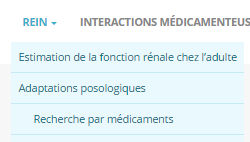 REIN INTERACTIONS MÉDICAMENTEUS
Estimation de la fonction rénale chez l’adulte
Adaptations posologiques
Recherche par médicaments